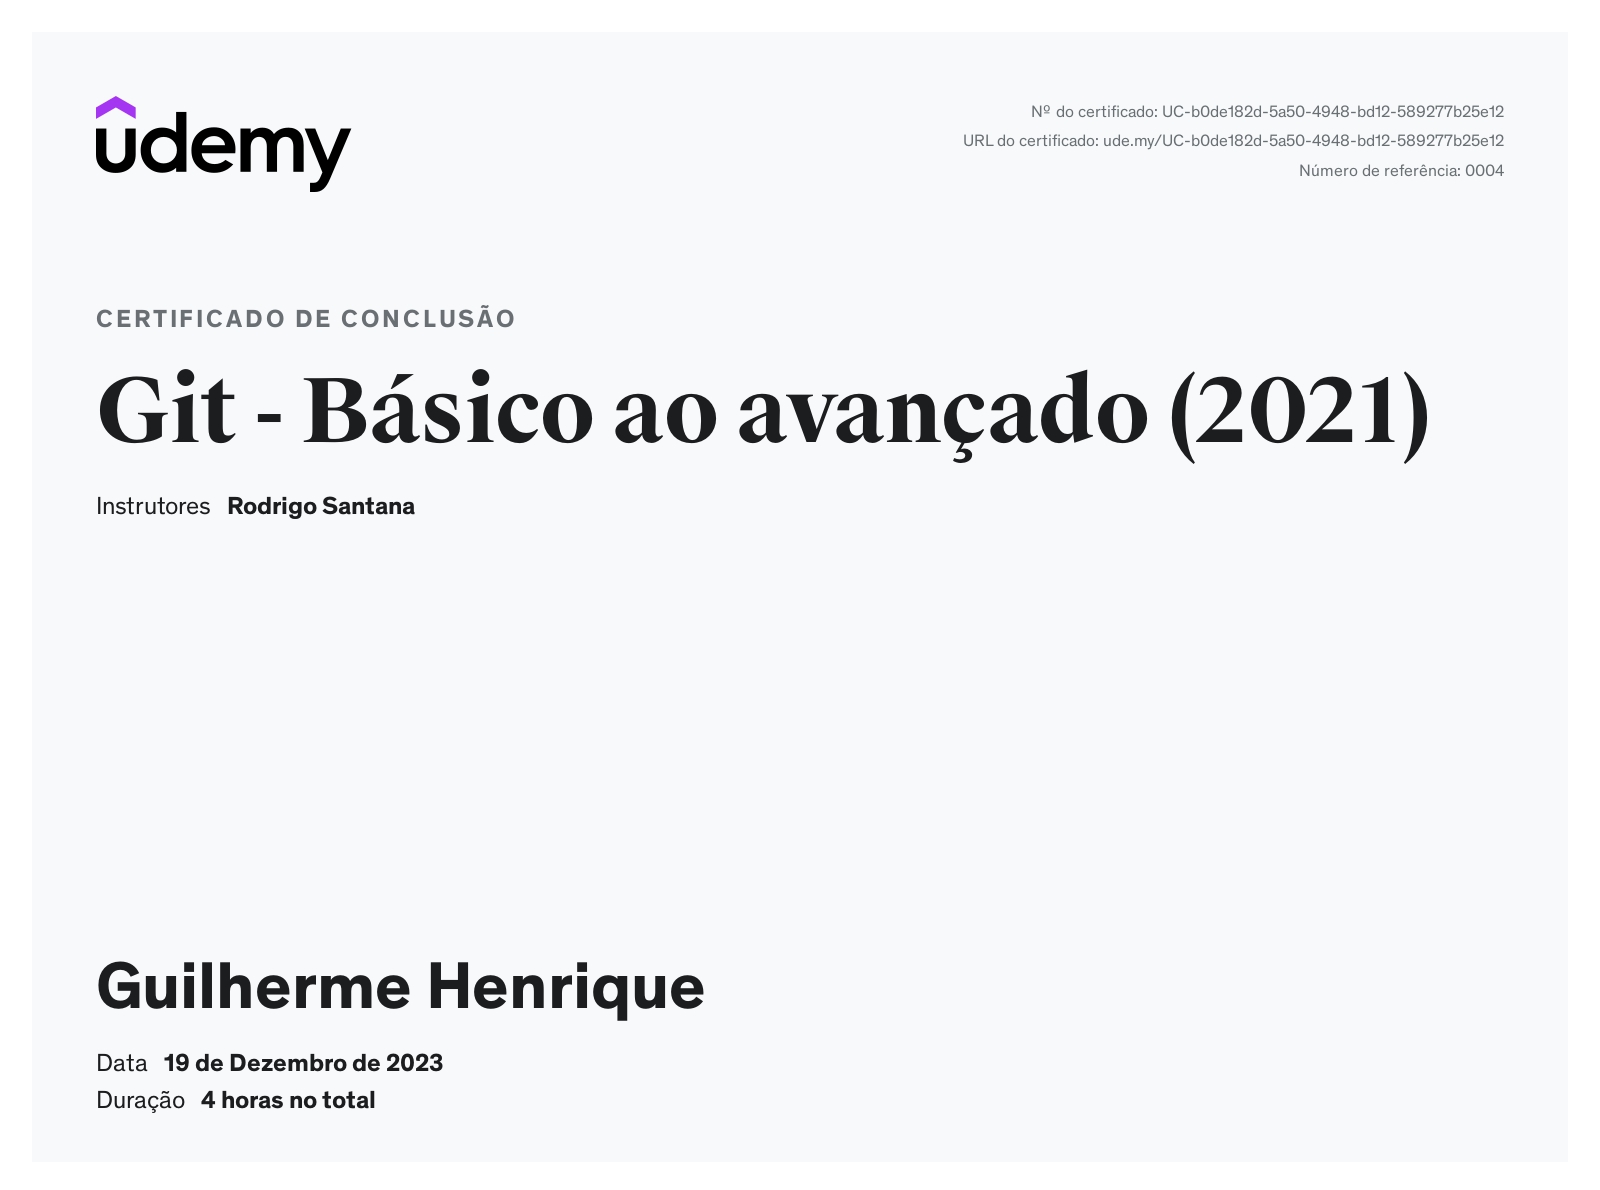 udemy
Nº do certificado: UC-b0de182d-5a50-4948-bd12-589277b25e12
URL do certificado: ude.my/UC-b0de182d-5a50-4948-bd12-589277b25e12
Número de referência: 0004
CERTIFICADO DE CONCLUSÃO
Git - Básico ao avançado (2021)
Instrutores Rodrigo Santana
Guilherme Henrique
Data 19 de Dezembro de 2023
Duração 4 horas no total